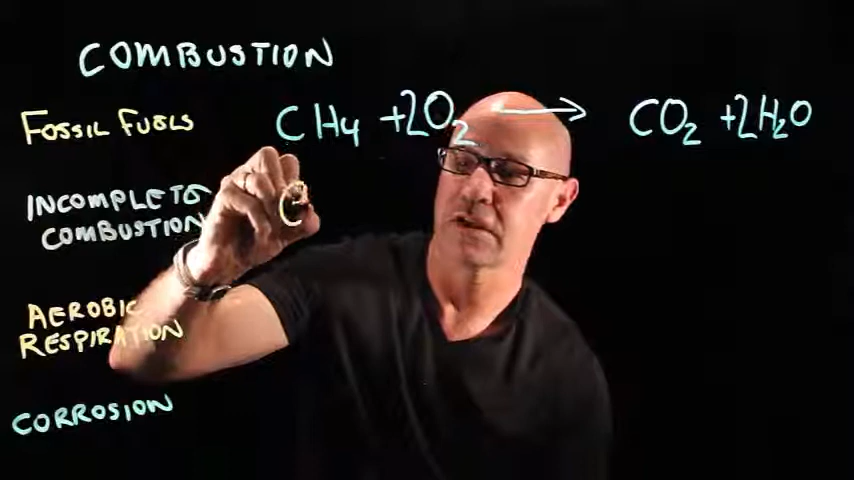 COMBUSTION
FOSSIL FUELS
CH4 +2O2 → CO2 +2H2O
INCOMPLETE
COMBUSTION
C
AEROBIC
RESPIRATION
CORROSION